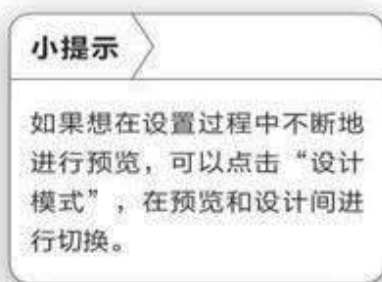 小提示
如果想在设置过程中不断地
进行预览，可以点击“设计
模式”，在预览和设计间进
行切换。